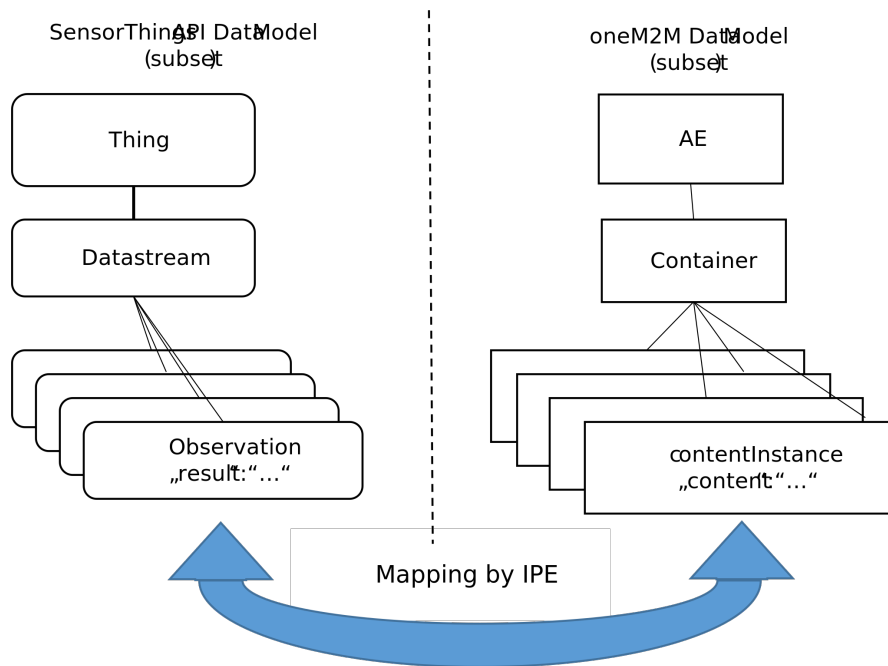 SensorThings API Data Model
(subset)
oneM2M Data Model
(subset)
Thing
AE
Datastream
Container
Observation
„result“:“…“
contentInstance
„content“:“…“
Mapping by IPE